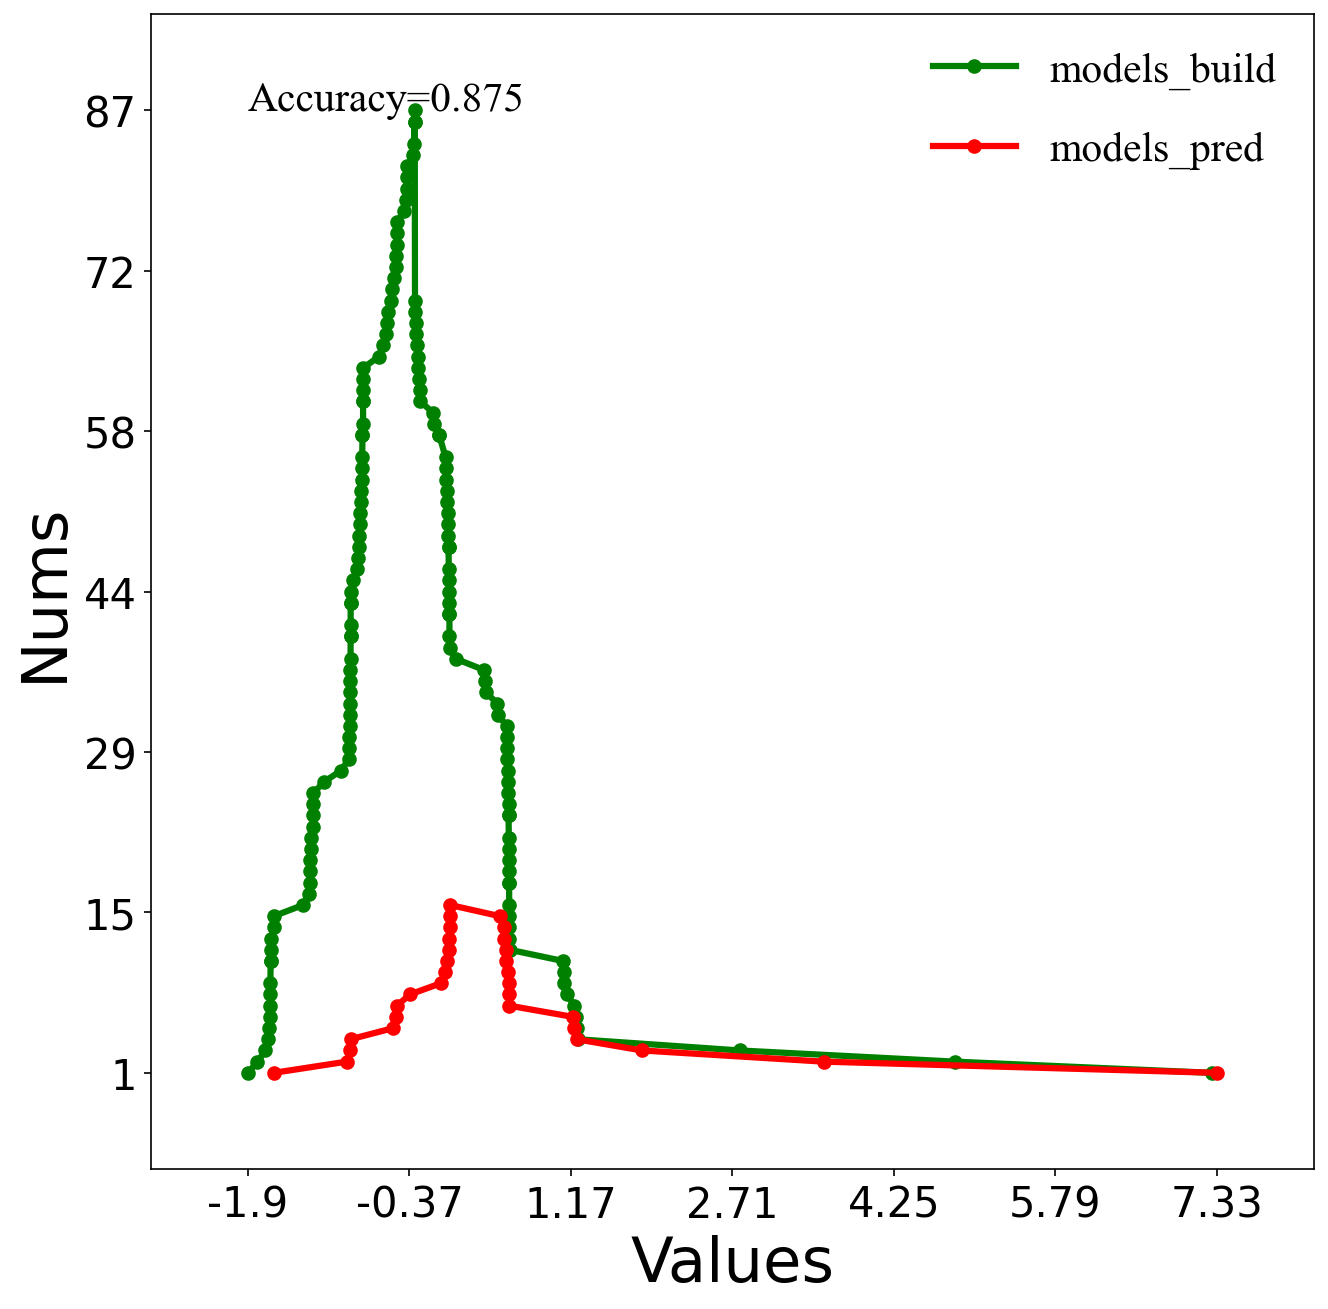 Accuracy=0.875
models_build
models_pred
87
72
58
44
29
15
1
Nums
-1.9 -0.37 1.17 2.71 4.25 5.79 7.33
Values